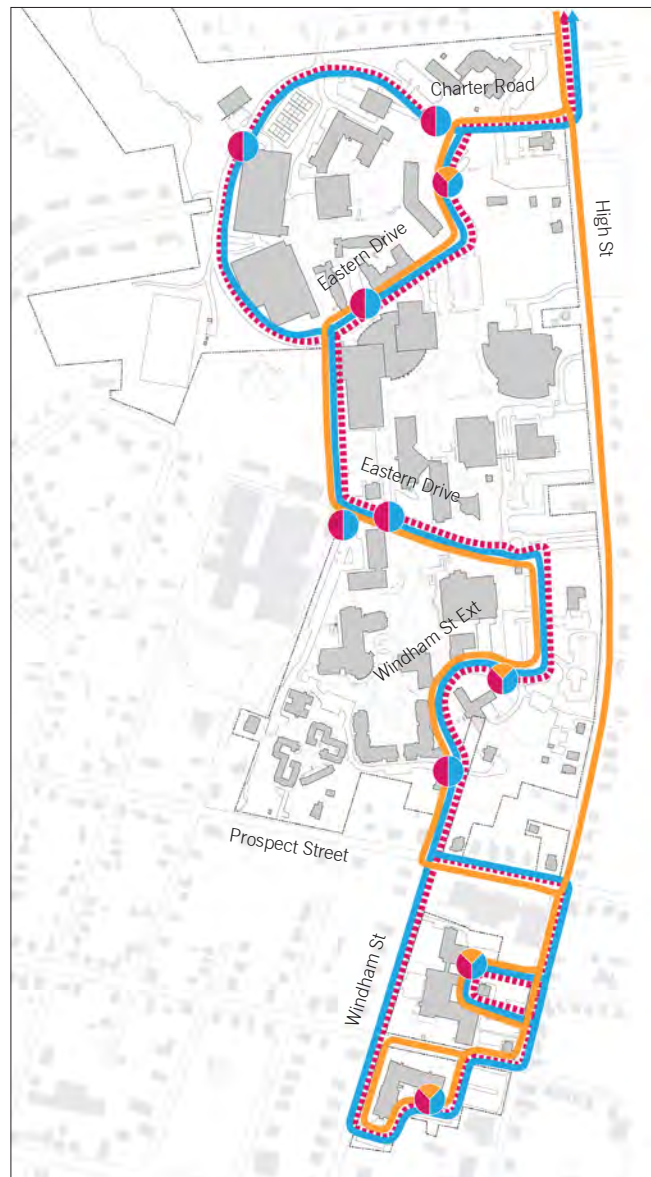 Charter Road
High St
Eastern Drive
Eastern Drive
Windham St Ext
Prospect Street
Windham St